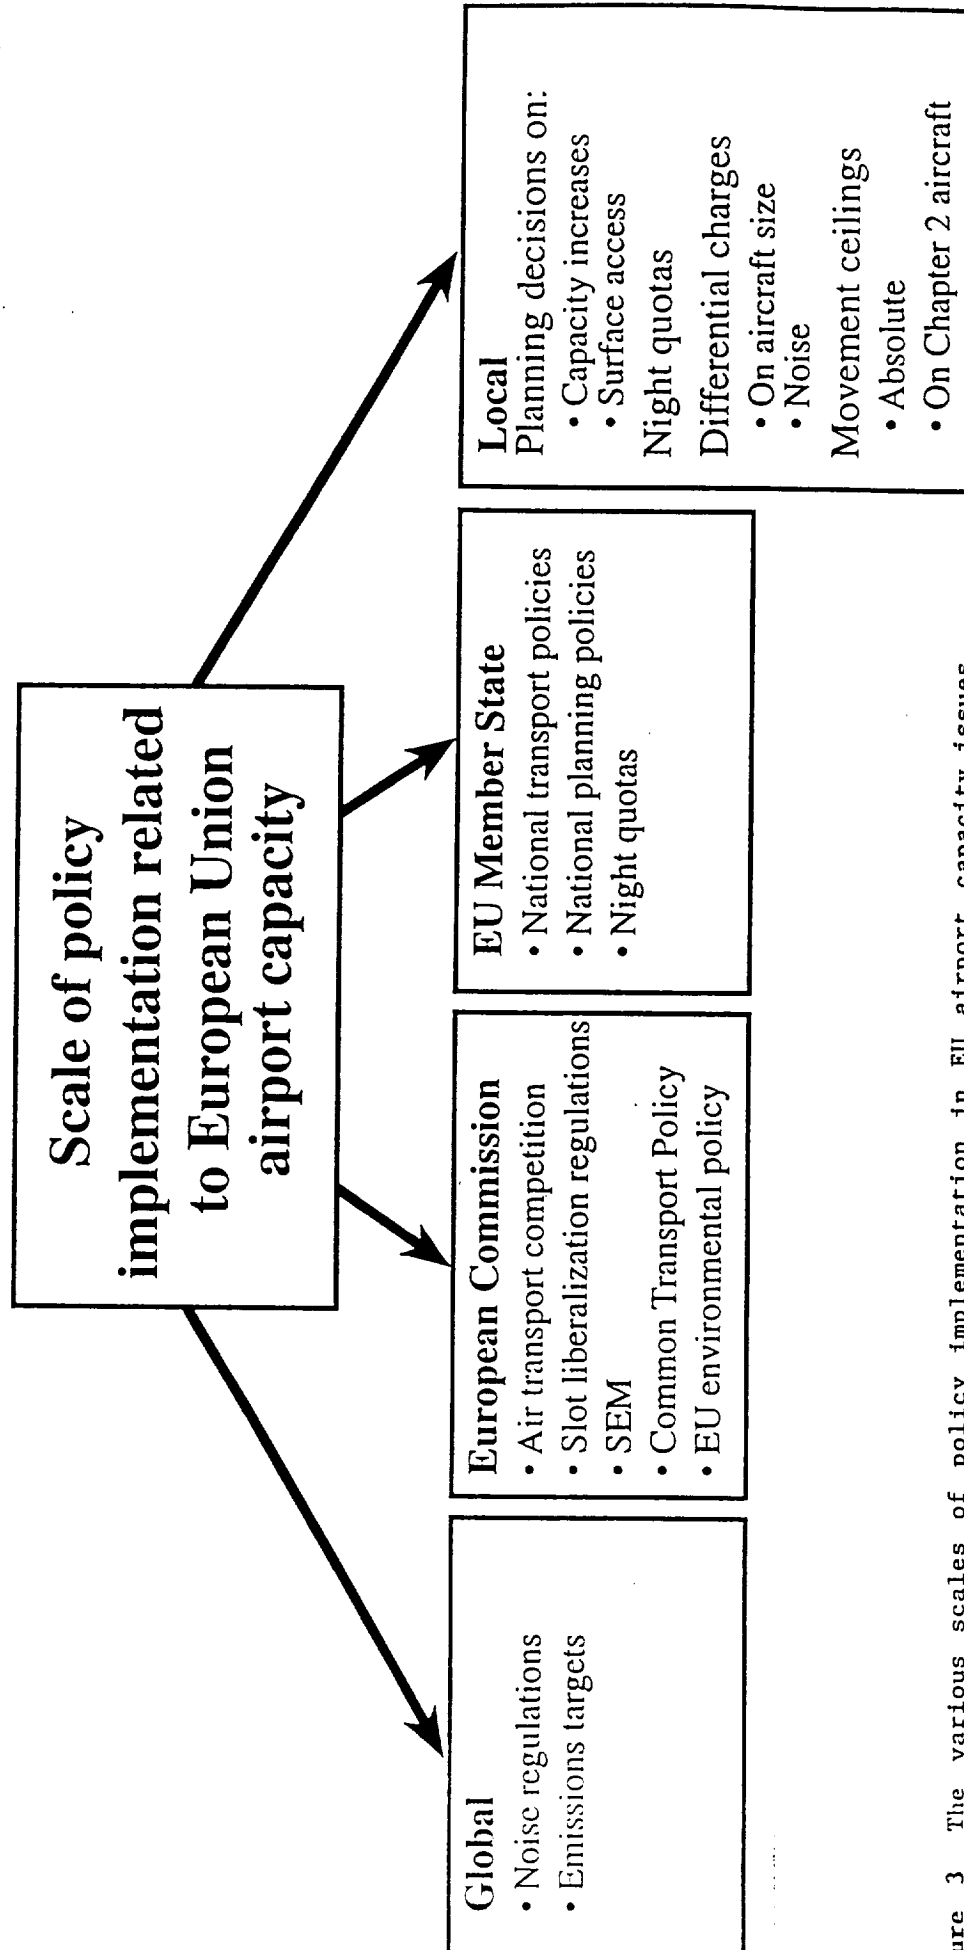 Scale of policy
implementation related
to European Union
airport capacity
Global
• Noise regulations
• Emissions targets
European Commission
• Air transport competition
• Slot liberalization regulations
• SEM
• Common Transport Policy
• EU environmental policy
EU Member State
• National transport policies
• National planning policies
• Night quotas
Local
Planning decisions on:
• Capacity increases
• Surface access
Night quotas
Differential charges
• On aircraft size
• Noise
Movement ceilings
• Absolute
• On Chapter 2 aircraft
ure 3 The various scales of policy implementation in EU airport capacity issues